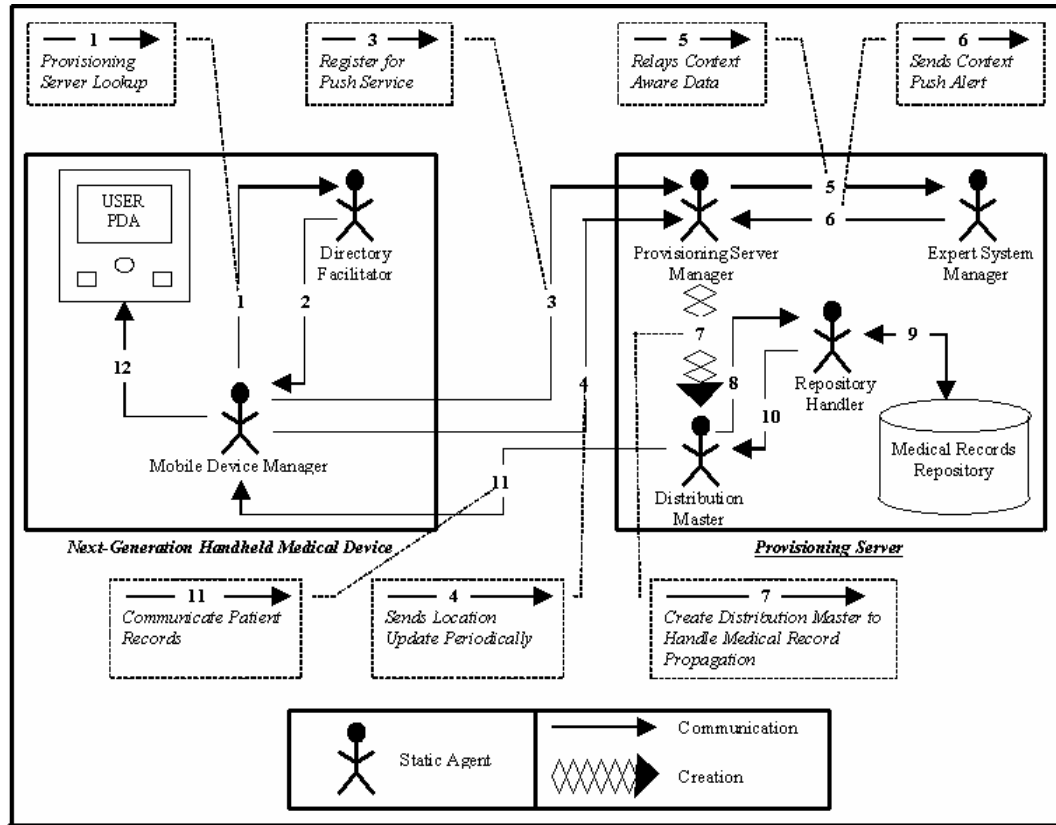 1
Provisioning
Server Lookup
3
Register for
Push Service
5
Relays Context
Aware Data
6
Sends Context
Push Alert
USER
PDA
Directory
Facilitator
1
2
12
Mobile Device Manager
Next-Generation Handheld Medical Device
3
4
11
Provisioning Server
Manager
5
6
Expert System
Manager
7
8
9
10
Repository
Handler
Medical Records
Repository
Distribution
Master
Provisioning Server
11
Communicate Patient
Records
4
Sends Location
Update Periodically
7
Create Distribution Master to
Handle Medical Record
Propagation
Static Agent
Communication
Creation